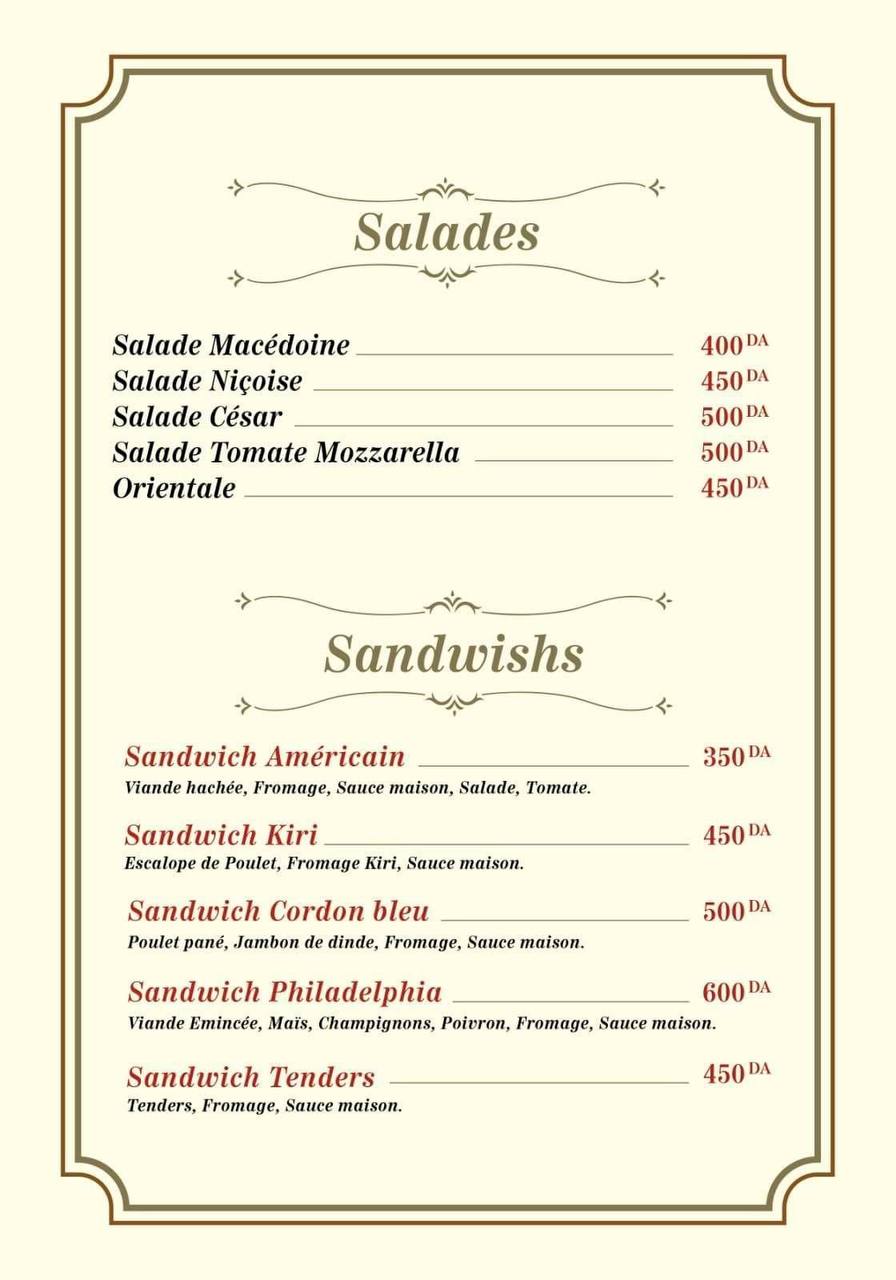 Salades
Salade Macédoine 400 DA
Salade Niçoise 450 DA
Salade César 500 DA
Salade Tomate Mozzarella 500 DA
Orientale 450 DA
Sandwishs
Sandwich Américain 350 DA
Viande hachée, Fromage, Sauce maison, Salade, Tomate.
Sandwich Kiri 450 DA
Escalope de Poulet, Fromage Kiri, Sauce maison.
Sandwich Cordon bleu 500 DA
Poulet pané, Jambon de dinde, Fromage, Sauce maison.
Sandwich Philadelphia 600 DA
Viande Emincée, Maïs, Champignons, Poivron, Fromage, Sauce maison.
Sandwich Tenders 450 DA
Tenders, Fromage, Sauce maison.